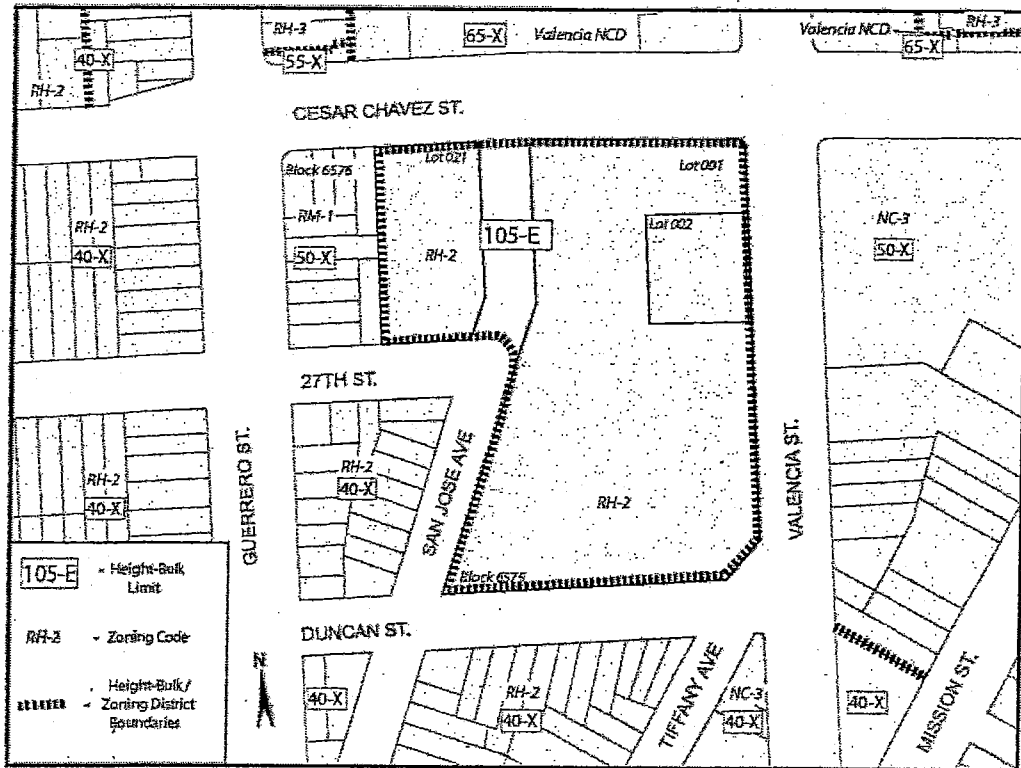 RH-3
65-X
Valencia NCD
Valencia NCD
RH-3
40-X
55-X
65-X
RH-2
CESAR CHAVEZ ST.
Lot 021
Lot 001
Block 6576
RM-1
Lot 002
NC-3
RH-2
105-E
40-X
50-X
RH-2
50-X
27TH ST.
RH-2
40-X
RH-2
40-X
GUERRERO ST.
SAN JOSE AVE
VALENCIA ST.
RH-2
Block 6575
DUNCAN ST.
40-X
RH-2
40-X
TIFFANY AVE
NC-3
40-X
40-X
MISSION ST.
105-E = Height-Bulk
Limit
RH-2 - Zoning Code
Height-Bulk/
- Zoning District
Boundaries
N